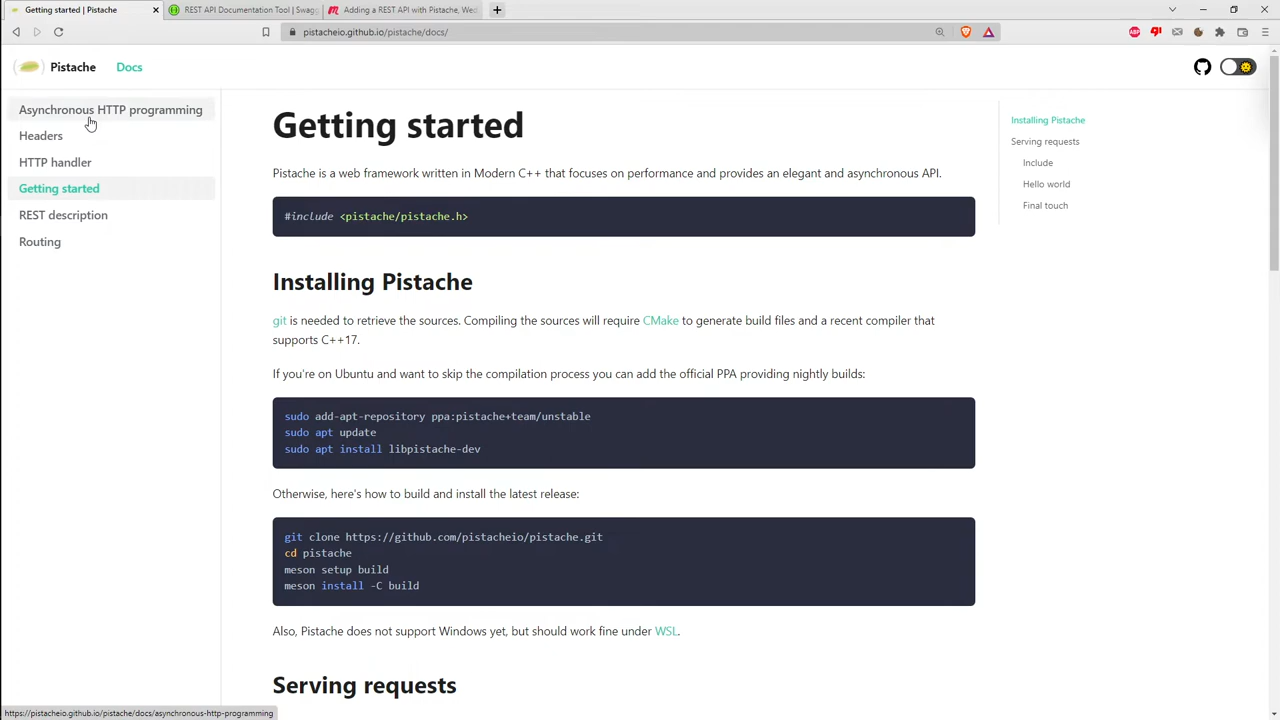 Getting started | Pistache
REST API Documentation Tool | Swagg
Adding a REST API with Pistache, Wes
pistacheio.github.io/pistache/docs/
Pistache
Docs
Asynchronous HTTP programming
Headers
HTTP handler
Getting started
REST description
Routing
Getting started
Pistache is a web framework written in Modern C++ that focuses on performance and provides an elegant and asynchronous API.
#include <pistache/pistache.h>
Installing Pistache
git is needed to retrieve the sources. Compiling the sources will require CMake to generate build files and a recent compiler that
supports C++17.
If you're on Ubuntu and want to skip the compilation process you can add the official PPA providing nightly builds:
sudo add-apt-repository ppa:pistache+team/unstable
sudo apt update
sudo apt install libpistache-dev
Otherwise, here's how to build and install the latest release:
git clone https://github.com/pistacheio/pistache.git
cd pistache
meson setup build
meson install -C build
Also, Pistache does not support Windows yet, but should work fine under WSL.
Serving requests
Installing Pistache
Serving requests
Include
Hello world
Final touch
https://pistacheio.github.io/pistache/docs/asynchronous-http-programming